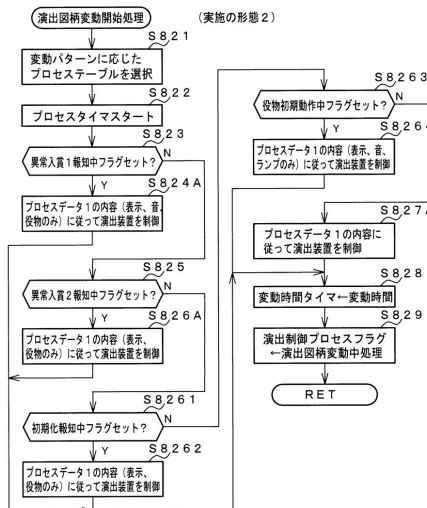 演出図柄変動開始処理
(実施の形態2)
S821
変動パターンに応じた
プロセステーブルを選択
S822
プロセスタイマスタート
S823
異常入賞1報知中フラグセット?
N
Y
S824A
プロセスデータ1の内容(表示、音、
役物のみ)に従って演出装置を制御
S825
異常入賞2報知中フラグセット?
N
Y
S826A
プロセスデータ1の内容(表示、
役物のみ)に従って演出装置を制御
S8261
初期化報知中フラグセット?
N
Y
S8262
プロセスデータ1の内容(表示、
役物のみ)に従って演出装置を制御
S8263
役物初期動作中フラグセット?
N
Y
S8264
プロセスデータ1の内容(表示、音、
ランプのみ)に従って演出装置を制御
S827A
プロセスデータ1の内容に
従って演出装置を制御
S828
変動時間タイマ←変動時間
S829
演出制御プロセスフラグ
←演出図柄変動中処理
RET